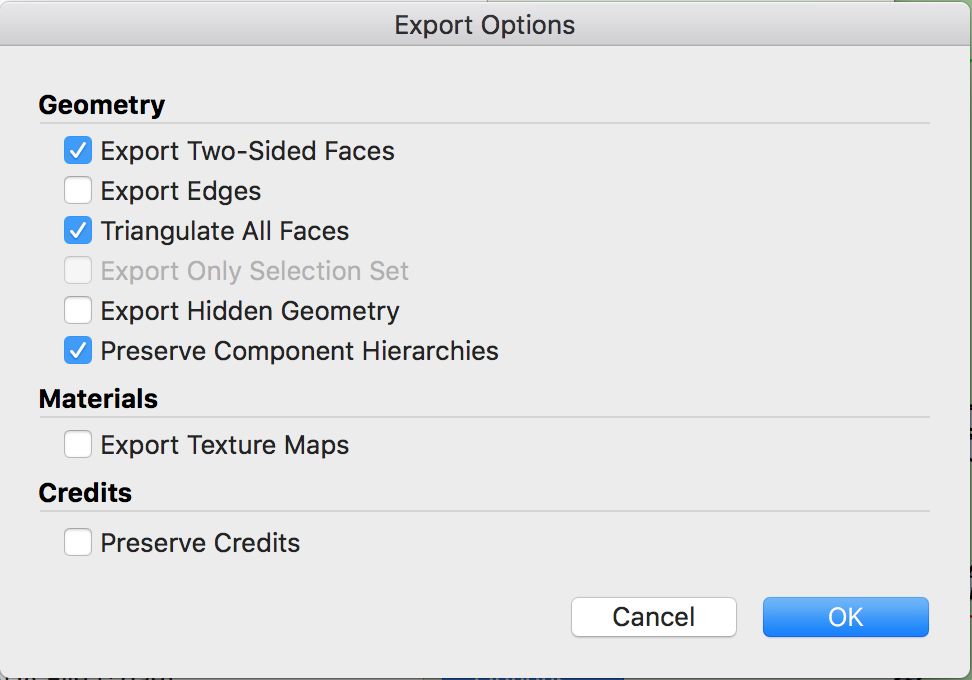 Export Options
Geometry
Export Two-Sided Faces
Export Edges
Triangulate All Faces
Export Only Selection Set
Export Hidden Geometry
Preserve Component Hierarchies
Materials
Export Texture Maps
Credits
Preserve Credits
Cancel
OK